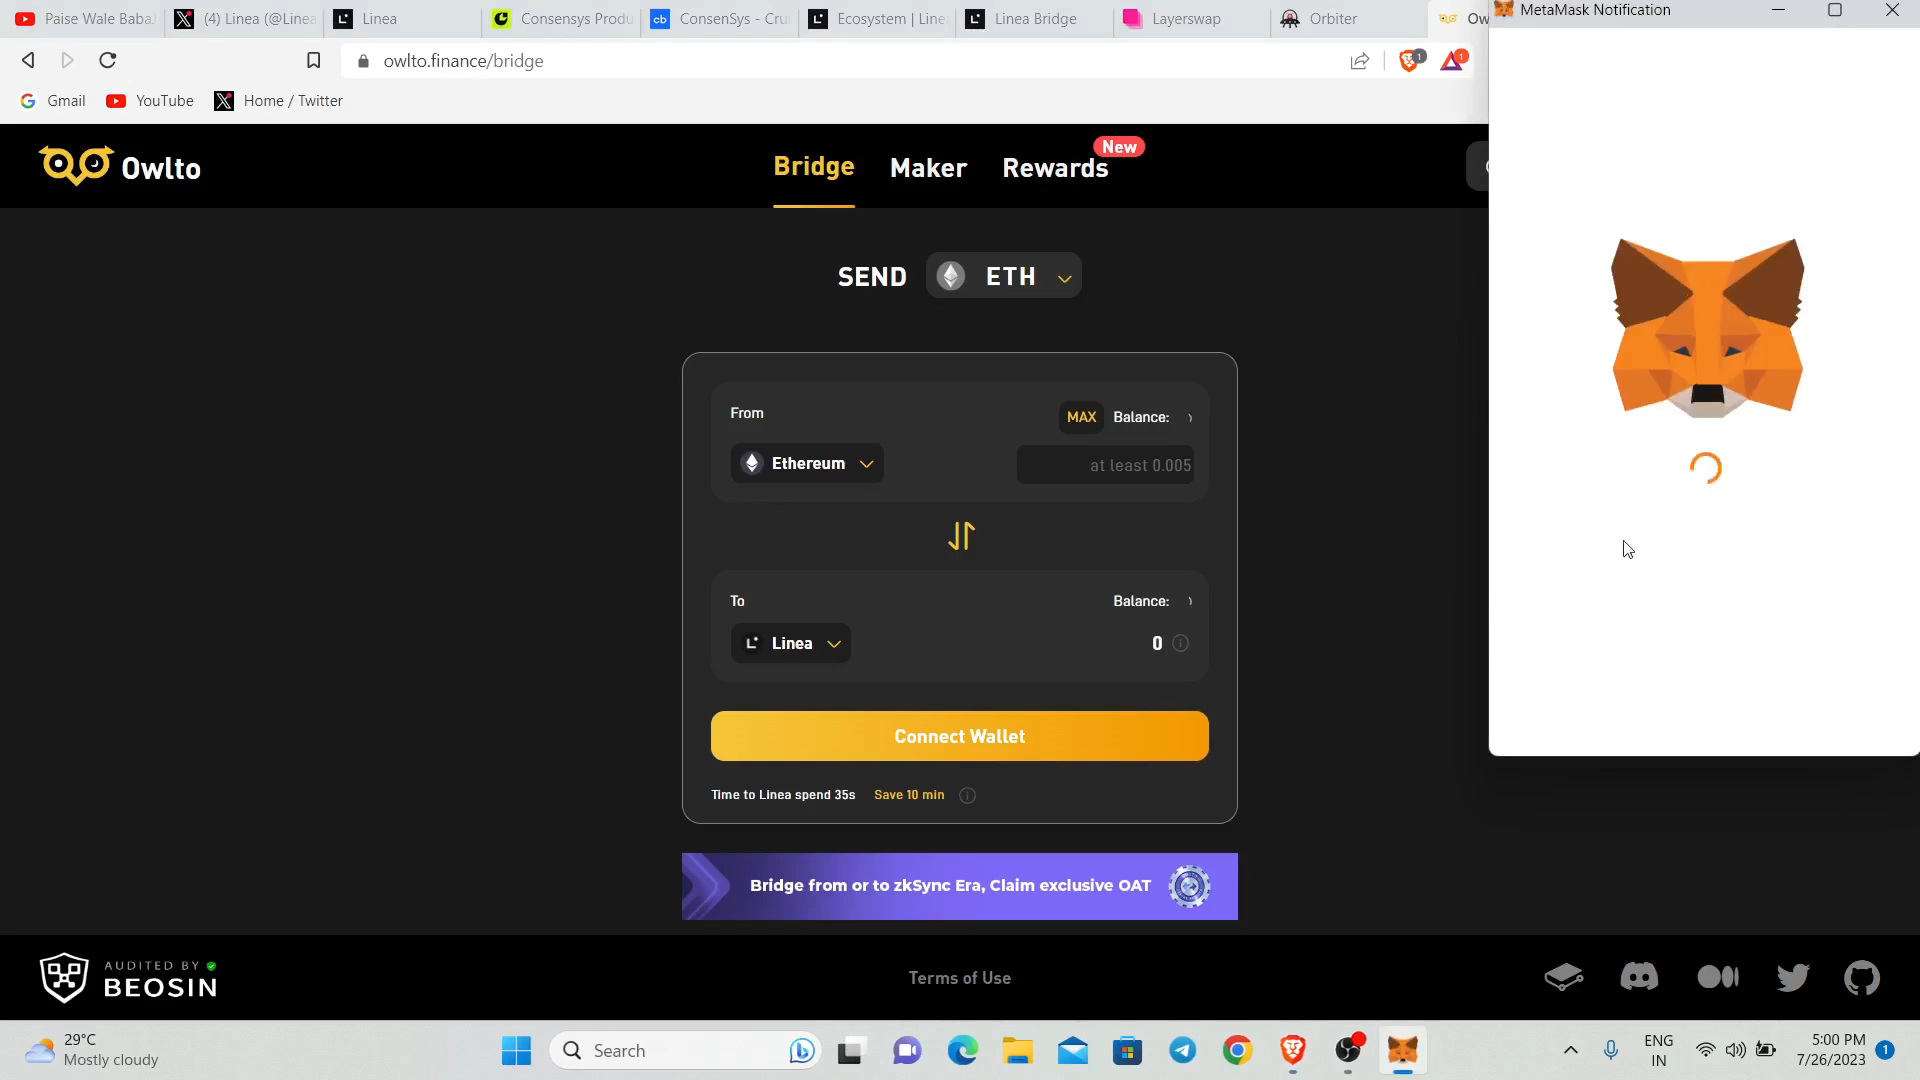 Paise Wale Baba
(4) Linea (@Linea
Linea
Consensys Produ
ConsenSys - Cru
Ecosystem | Line
Linea Bridge
Layerswap
Orbiter
Ow
MetaMask Notification
owlto.finance/bridge
1
1
Gmail
YouTube
Home / Twitter
Owlto
Bridge
Maker
Rewards
New
SEND
ETH
From
MAX
Balance:
Ethereum
at least 0.005
To
Balance:
Linea
0
Connect Wallet
Time to Linea spend 35s
Save 10 min
Bridge from or to zkSync Era, Claim exclusive OAT
AUDITED BY
BEOSIN
Terms of Use
29°C
Mostly cloudy
Search
ENG
IN
5:00 PM
7/26/2023
1